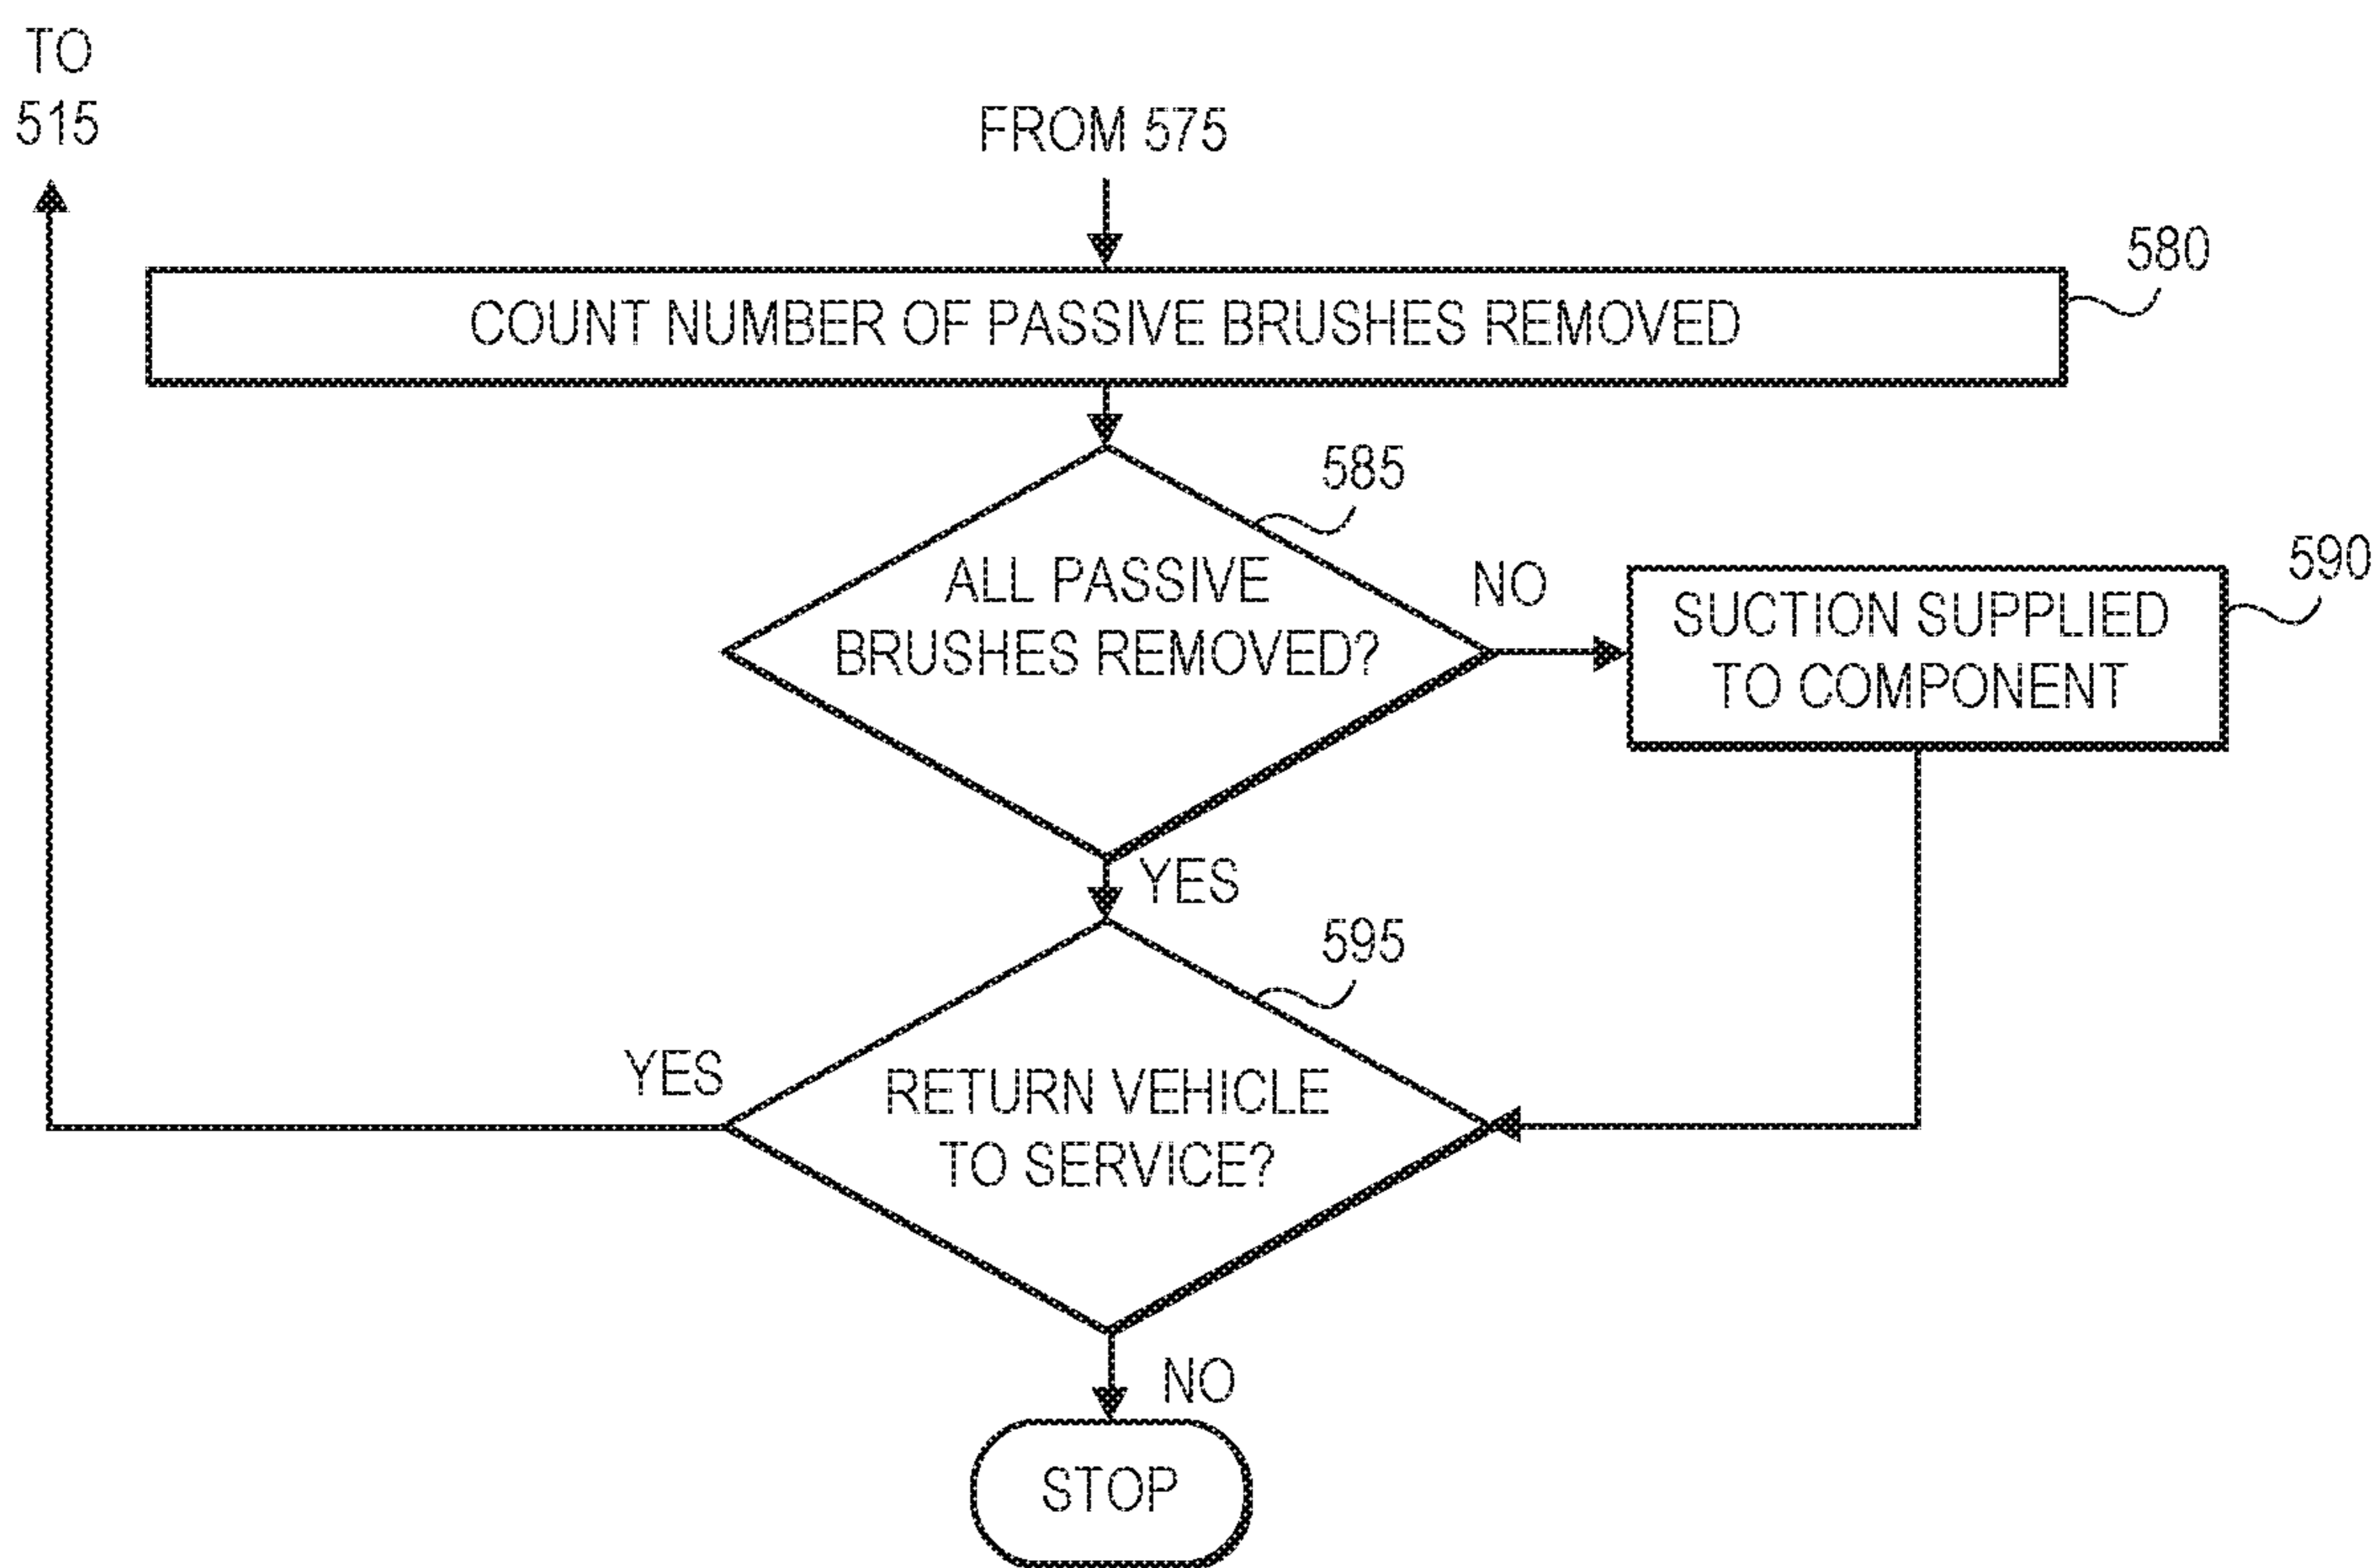 TO
515
FROM 575
580
COUNT NUMBER OF PASSIVE BRUSHES REMOVED
585
ALL PASSIVE
BRUSHES REMOVED?
NO
590
SUCTION SUPPLIED
TO COMPONENT
YES
595
YES
RETURN VEHICLE
TO SERVICE?
NO
STOP